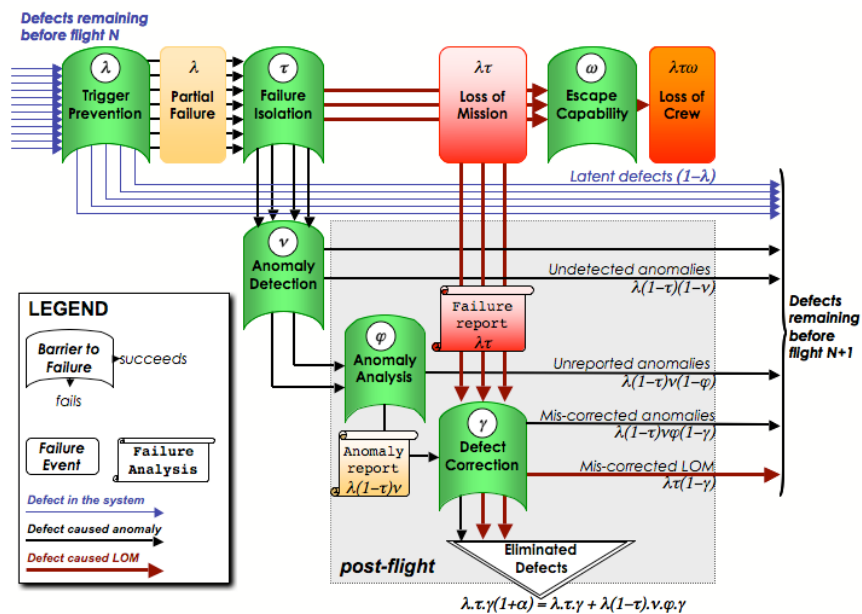 Defects remaining
before flight N
λ
Trigger
Prevention
λ
Partial
Failure
τ
Failure
Isolation
λτ
Loss of
Mission
ω
Escape
Capability
λτω
Loss of
Crew
Latent defects (1–λ)
ν
Anomaly
Detection
Undetected anomalies
λ(1–τ)(1–ν)
Defects
remaining
before
flight N+1
Failure
report
λτ
φ
Anomaly
Analysis
Unreported anomalies
λ(1–τ)ν(1–φ)
γ
Defect
Correction
Mis-corrected anomalies
λ(1–τ)νφ(1–γ)
Anomaly
report
λ(1–τ)ν
Mis-corrected LOM
λτ(1–γ)
post-flight
Eliminated
Defects
λ.τ.γ(1+α) = λ.τ.γ + λ(1–τ).ν.φ.γ
LEGEND
Barrier to
Failure
succeeds
fails
Failure
Event
Failure
Analysis
Defect in the system
Defect caused anomaly
Defect caused LOM